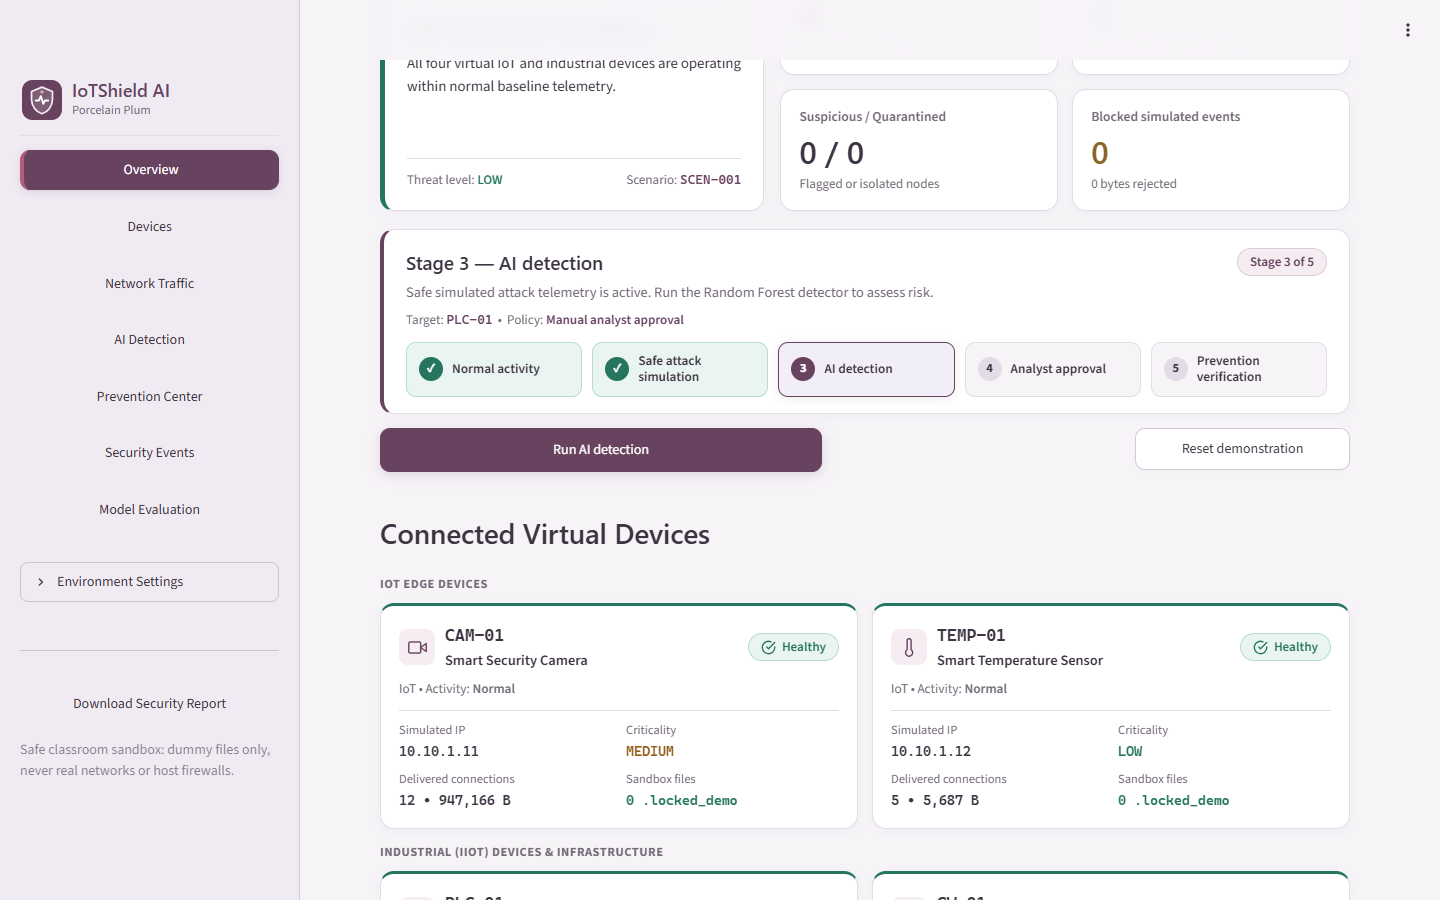 IoTShield AI
Porcelain Plum
Overview
Devices
Network Traffic
AI Detection
Prevention Center
Security Events
Model Evaluation
Environment Settings
Download Security Report
Safe classroom sandbox: dummy files only,
never real networks or host firewalls.
All four virtual IoT and industrial devices are operating
within normal baseline telemetry.
Threat level: LOW
Scenario: SCEN-001
Suspicious / Quarantined
0 / 0
Flagged or isolated nodes
Blocked simulated events
0
0 bytes rejected
Stage 3 — AI detection
Stage 3 of 5
Safe simulated attack telemetry is active. Run the Random Forest detector to assess risk.
Target: PLC-01 • Policy: Manual analyst approval
✓ Normal activity
✓ Safe attack
simulation
3 AI detection
4 Analyst approval
5 Prevention
verification
Run AI detection
Reset demonstration
Connected Virtual Devices
IOT EDGE DEVICES
CAM-01
Smart Security Camera
Healthy
IoT • Activity: Normal
Simulated IP
10.10.1.11
Criticality
MEDIUM
Delivered connections
12 • 947,166 B
Sandbox files
0 .locked_demo
TEMP-01
Smart Temperature Sensor
Healthy
IoT • Activity: Normal
Simulated IP
10.10.1.12
Criticality
LOW
Delivered connections
5 • 5,687 B
Sandbox files
0 .locked_demo
INDUSTRIAL (IIOT) DEVICES & INFRASTRUCTURE
PLC-01